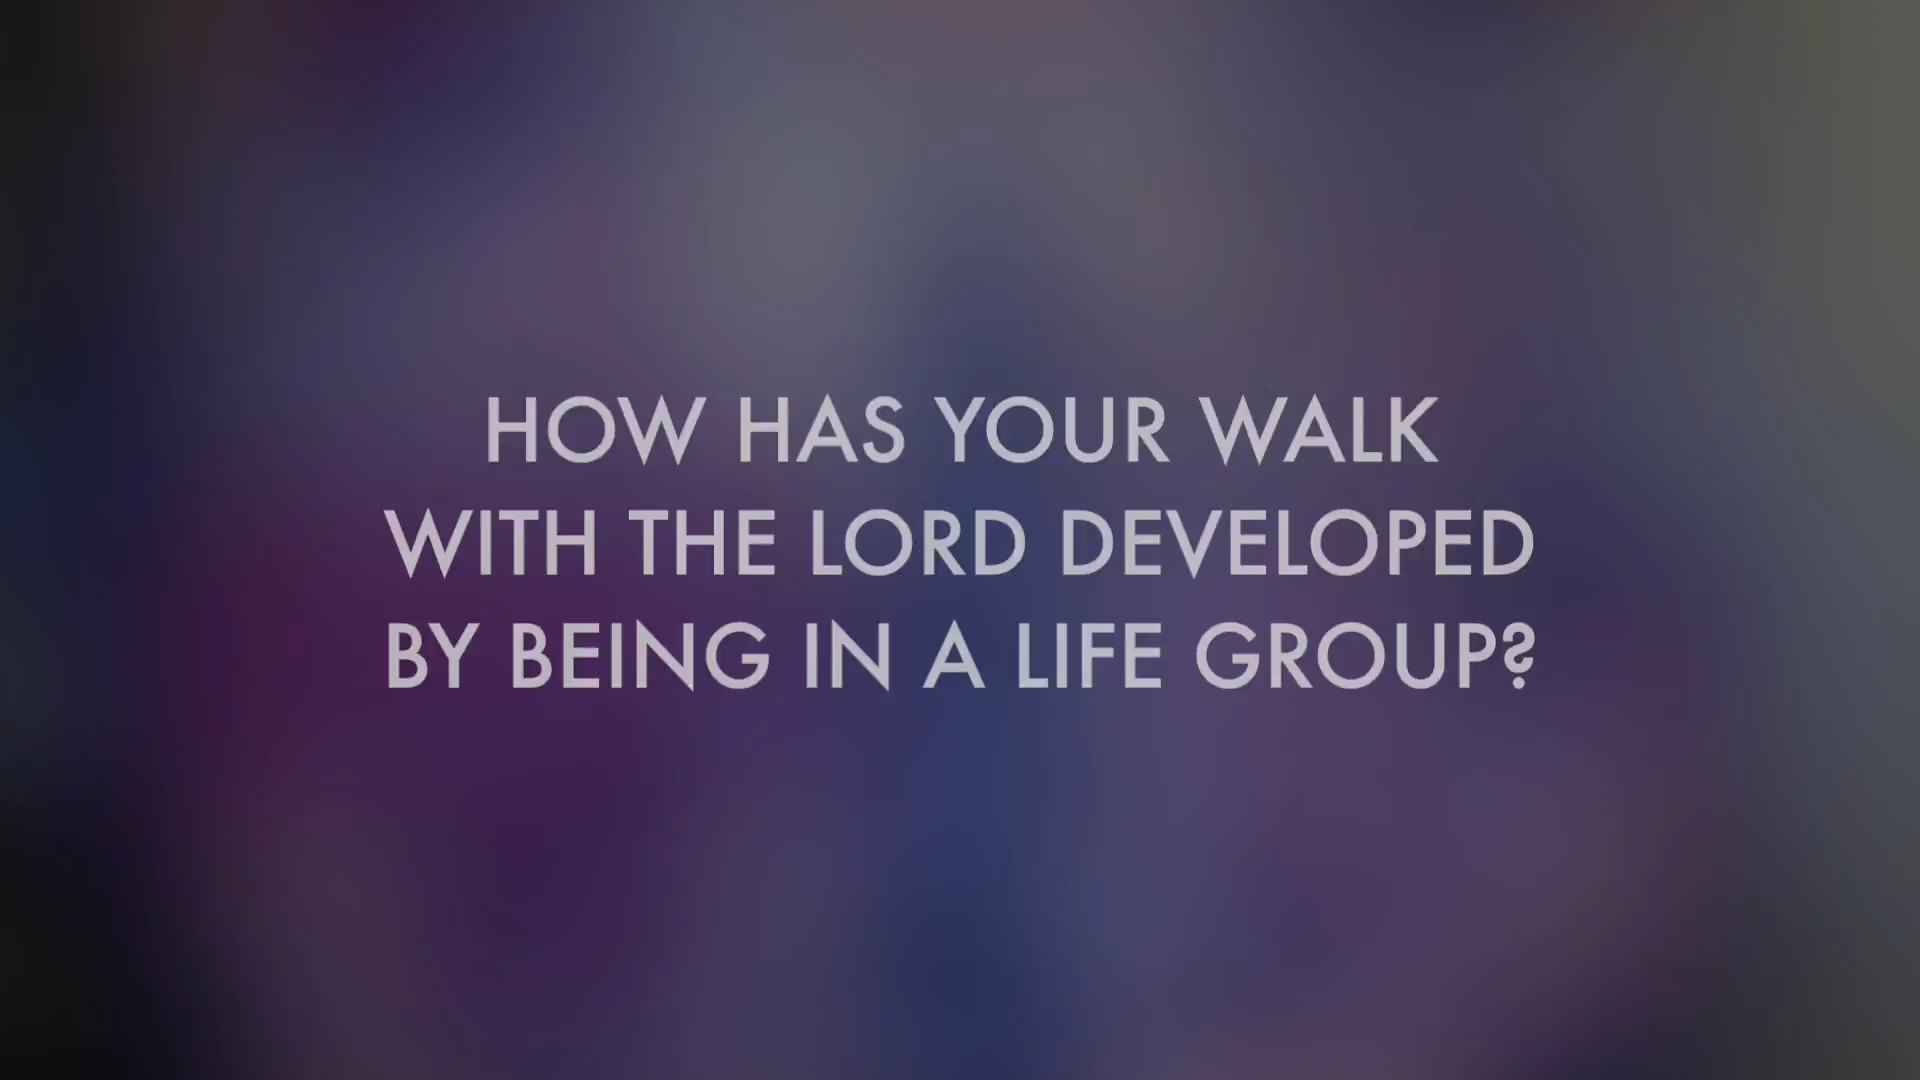 HOW HAS YOUR WALK
WITH THE LORD DEVELOPED
BY BEING IN A LIFE GROUP?